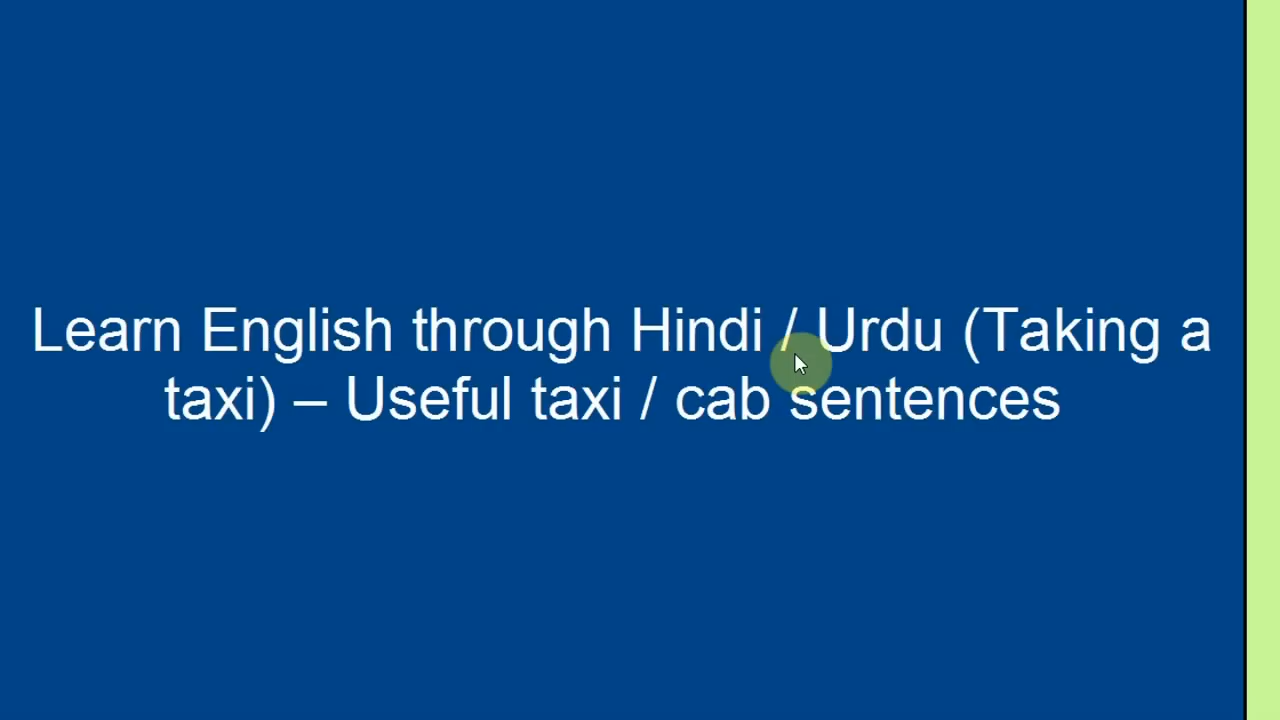 Learn English through Hindi / Urdu (Taking a
taxi) – Useful taxi / cab sentences